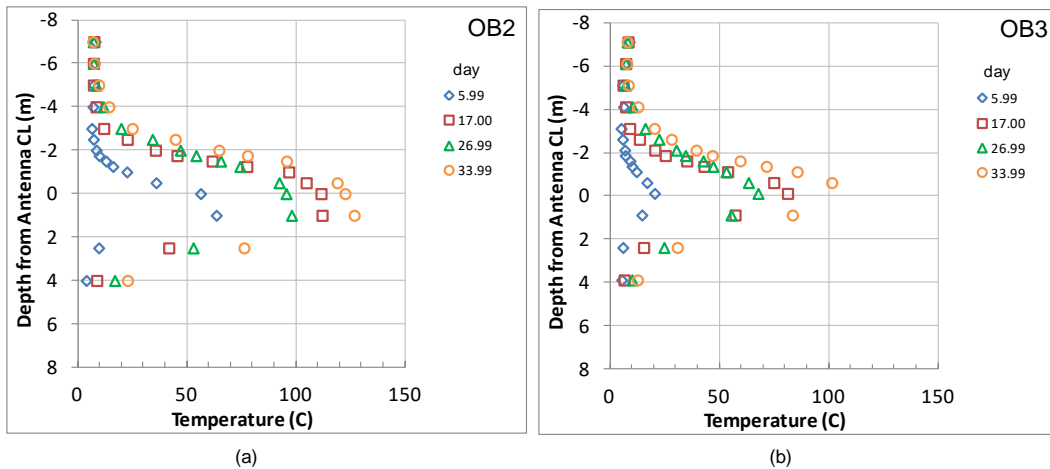 OB2
day
5.99
17.00
26.99
33.99
-8
-6
-4
-2
0
2
4
6
8
0 50 100 150
Depth from Antenna CL (m)
Temperature (C)
(a)
OB3
day
5.99
17.00
26.99
33.99
-8
-6
-4
-2
0
2
4
6
8
0 50 100 150
Depth from Antenna CL (m)
Temperature (C)
(b)